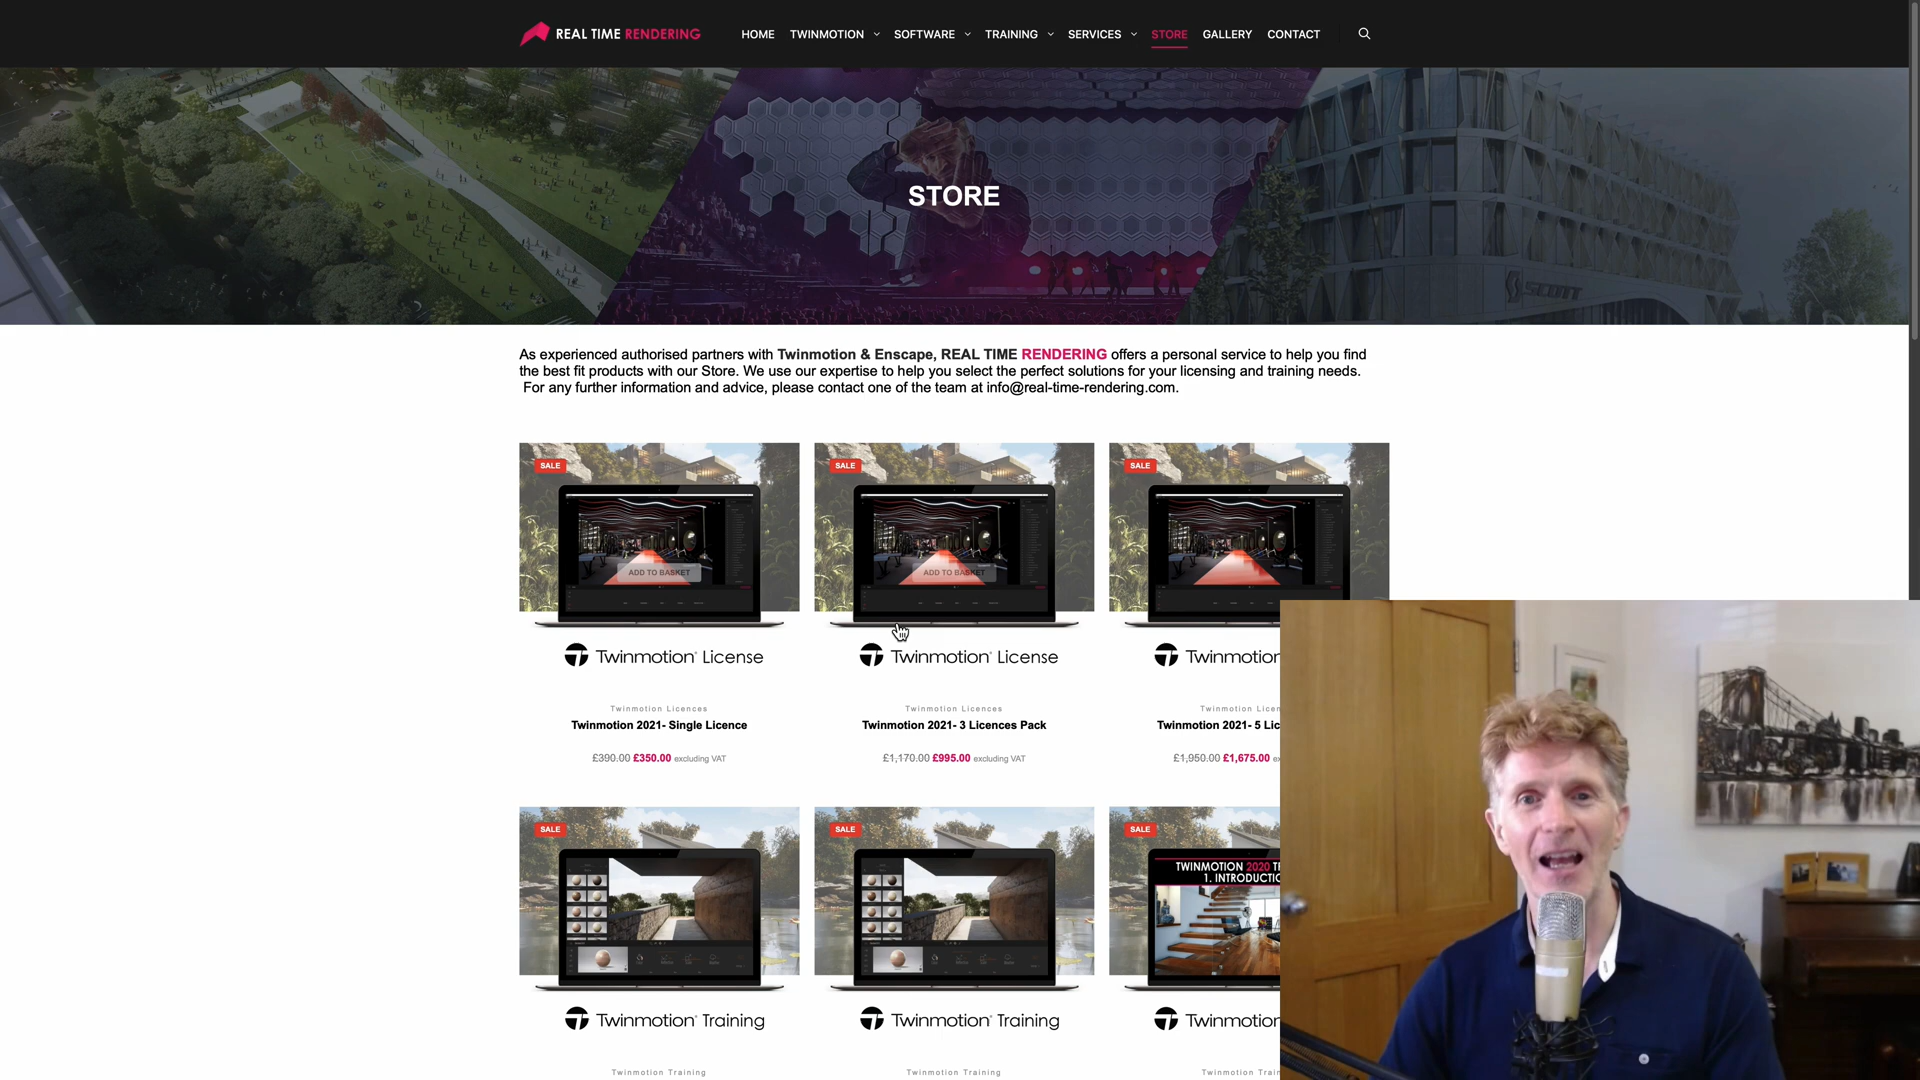 REAL TIME RENDERING
HOME TWINMOTION SOFTWARE TRAINING SERVICES STORE GALLERY CONTACT
SCOTT
STORE
As experienced authorised partners with Twinmotion & Enscape, REAL TIME RENDERING offers a personal service to help you find
the best fit products with our Store. We use our expertise to help you select the perfect solutions for your licensing and training needs.
For any further information and advice, please contact one of the team at info@real-time-rendering.com.
SALE SALE SALE
ADD TO BASKET ADD TO BASKET
Twinmotion License Twinmotion License Twinmotion
Twinmotion Licences Twinmotion Licences Twinmotion Licen
Twinmotion 2021- Single Licence Twinmotion 2021- 3 Licences Pack Twinmotion 2021- 5 Lic
£390.00 £350.00 excluding VAT £1,170.00 £995.00 excluding VAT £1,950.00 £1,675.00 ex
SALE SALE SALE
TWINMOTION 2020 T
1. INTRODUCTIO
Twinmotion Training Twinmotion Training Twinmotion
Twinmotion Training Twinmotion Training Twinmotion Train